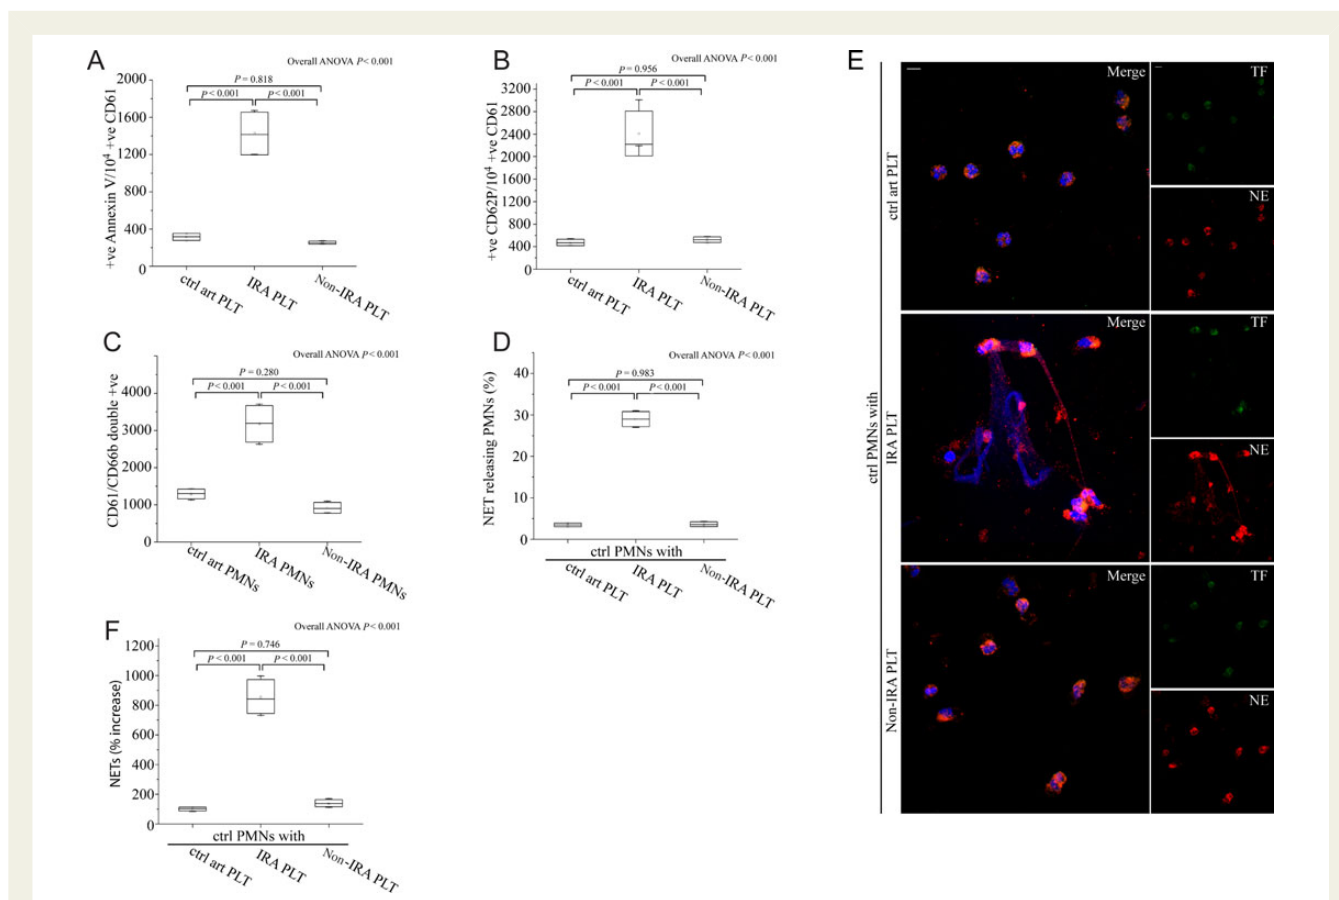 A
Overall ANOVA P < 0.001
P = 0.818
P < 0.001
P < 0.001
+ve Annexin V/10⁴ +ve CD61
2000
1600
1200
800
400
0
ctrl art PLT
IRA PLT
Non-IRA PLT
B
Overall ANOVA P < 0.001
P = 0.956
P < 0.001
P < 0.001
+ve CD62P/10⁴ +ve CD61
3200
2800
2400
2000
1600
1200
800
400
0
ctrl art PLT
IRA PLT
Non-IRA PLT
C
Overall ANOVA P < 0.001
P = 0.280
P < 0.001
P < 0.001
CD61/CD66b double +ve
4000
3000
2000
1000
0
ctrl art PMNs
IRA PMNs
Non-IRA PMNs
D
Overall ANOVA P < 0.001
P = 0.983
P < 0.001
P < 0.001
NET releasing PMNs (%)
40
30
20
10
0
ctrl PMNs with
ctrl art PLT
IRA PLT
Non-IRA PLT
F
Overall ANOVA P < 0.001
P = 0.746
P < 0.001
P < 0.001
NETs (% increase)
1200
1000
800
600
400
200
0
ctrl PMNs with
ctrl art PLT
IRA PLT
Non-IRA PLT
E
ctrl PMNs with
ctrl art PLT
Merge
TF
NE
IRA PLT
Merge
TF
NE
Non-IRA PLT
Merge
TF
NE